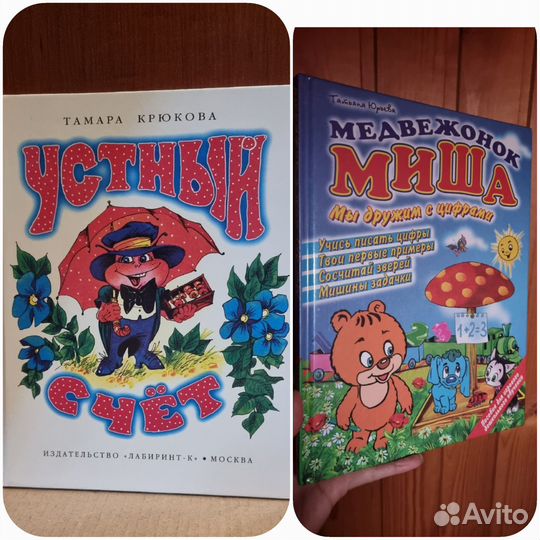 ТАМАРА КРЮКОВА
УСТНЫЙ
СЧЁТ
ИЗДАТЕЛЬСТВО «ЛАБИРИНТ-К» • МОСКВА
Татьяна Юрьева
МЕДВЕЖОНОК
МИША
Мы дружим с цифрами
Учись писать цифры
Твои первые примеры
Сосчитай зверей
Мишины задачки
1+2=3
Avito